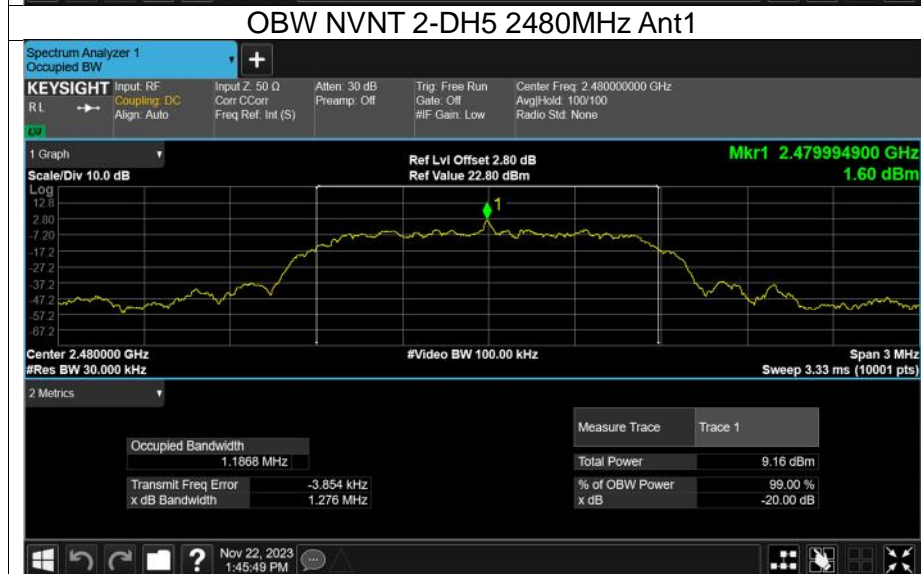 OBW NVNT 2-DH5 2480MHz Ant1
Spectrum Analyzer 1
Occupied BW
+
KEYSIGHT Input: RF Input Z: 50 Ω Atten: 30 dB Trig: Free Run Center Freq: 2.480000000 GHz
R L Coupling: DC Corr CCorr Preamp: Off Gate: Off Avg|Hold: 100/100
Align: Auto Freq Ref: Int (S) #IF Gain: Low Radio Std: None
1 Graph Ref Lvl Offset 2.80 dB Mkr1 2.479994900 GHz
Scale/Div 10.0 dB Ref Value 22.80 dBm 1.60 dBm
Log
12.8
1
2.80
-7.20
-17.2
-27.2
-37.2
-47.2
-57.2
-67.2
Center 2.480000 GHz #Video BW 100.00 kHz Span 3 MHz
#Res BW 30.000 kHz Sweep 3.33 ms (10001 pts)
2 Metrics
Measure Trace Trace 1
Occupied Bandwidth
1.1868 MHz Total Power 9.16 dBm
Transmit Freq Error -3.854 kHz % of OBW Power 99.00 %
x dB Bandwidth 1.276 MHz x dB -20.00 dB
? Nov 22, 2023
1:45:49 PM